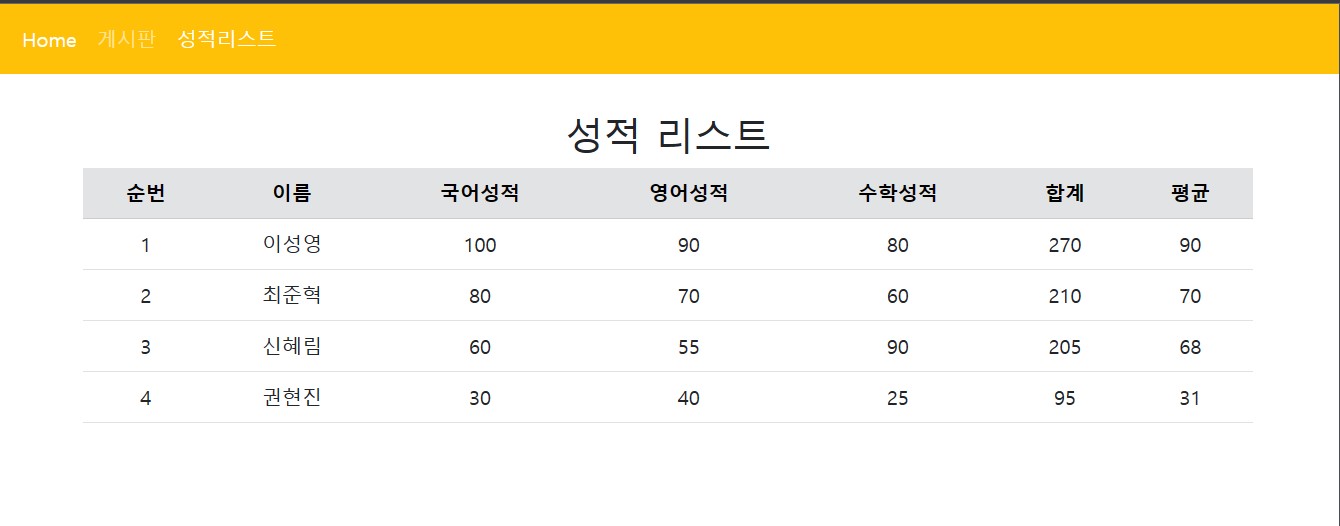 Home 게시판 성적리스트
성적 리스트
순번 이름 국어성적 영어성적 수학성적 합계 평균
1 이성영 100 90 80 270 90
2 최준혁 80 70 60 210 70
3 신혜림 60 55 90 205 68
4 권현진 30 40 25 95 31